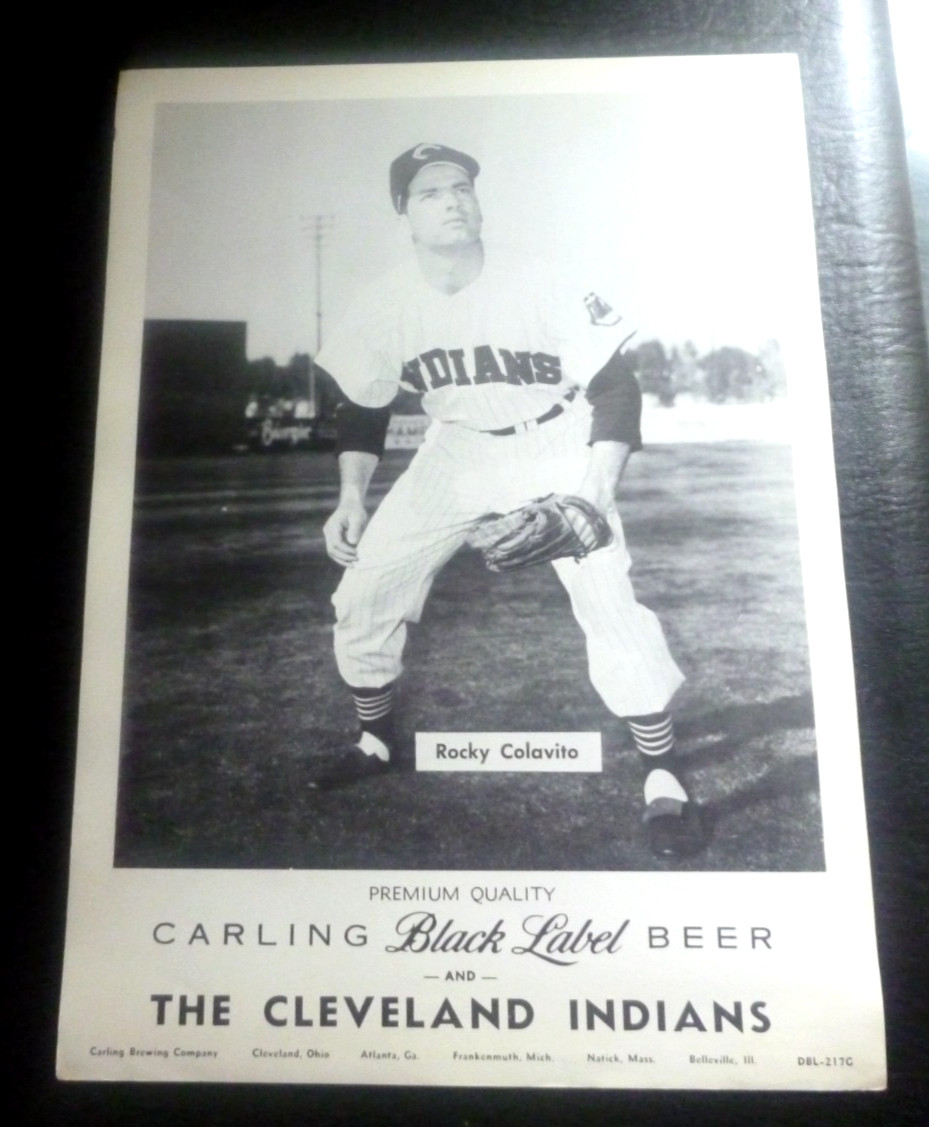 C
INDIANS
Rocky Colavito
PREMIUM QUALITY
CARLING Black Label BEER
— AND —
THE CLEVELAND INDIANS
Carling Brewing Company Cleveland, Ohio Atlanta, Ga. Frankenmuth, Mich. Natick, Mass. Belleville, Ill. DBL-217G